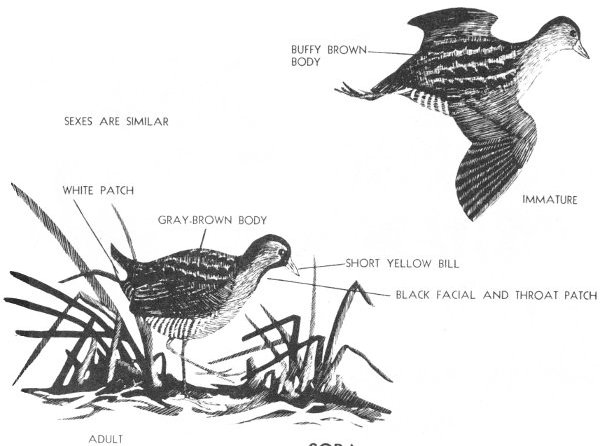 BUFFY BROWN
BODY
SEXES ARE SIMILAR
IMMATURE
WHITE PATCH
GRAY-BROWN BODY
SHORT YELLOW BILL
BLACK FACIAL AND THROAT PATCH
ADULT